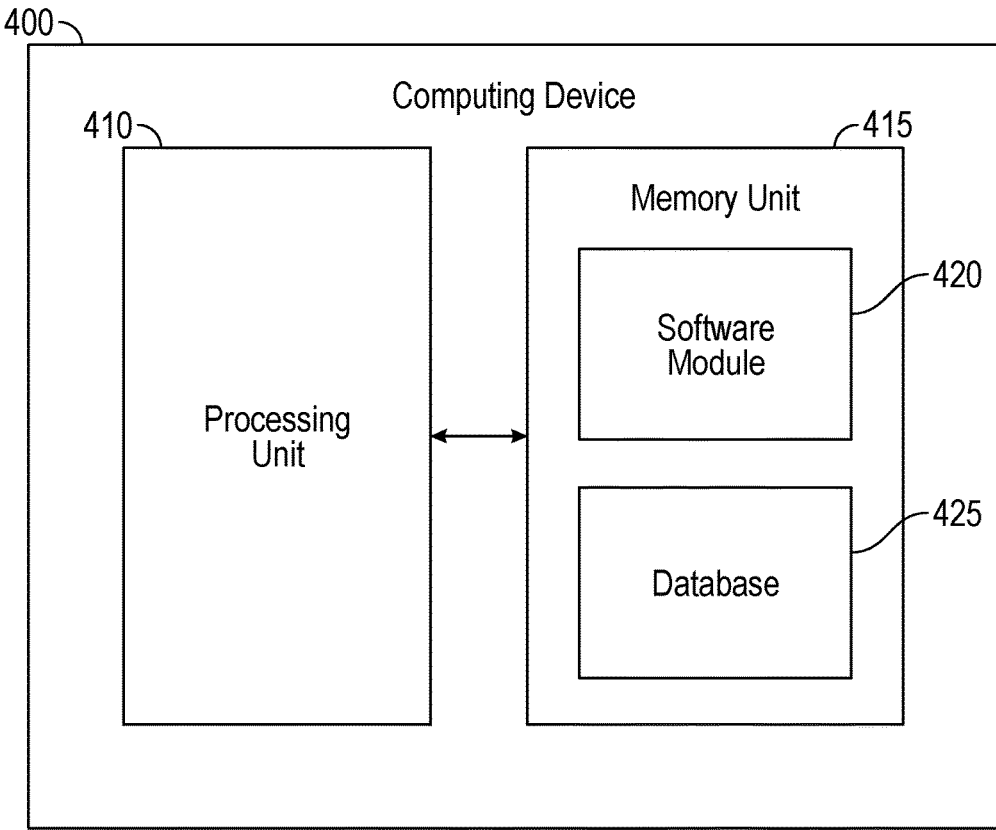 400
Computing Device
410
415
Memory Unit
420
Software
Module
Processing
Unit
425
Database